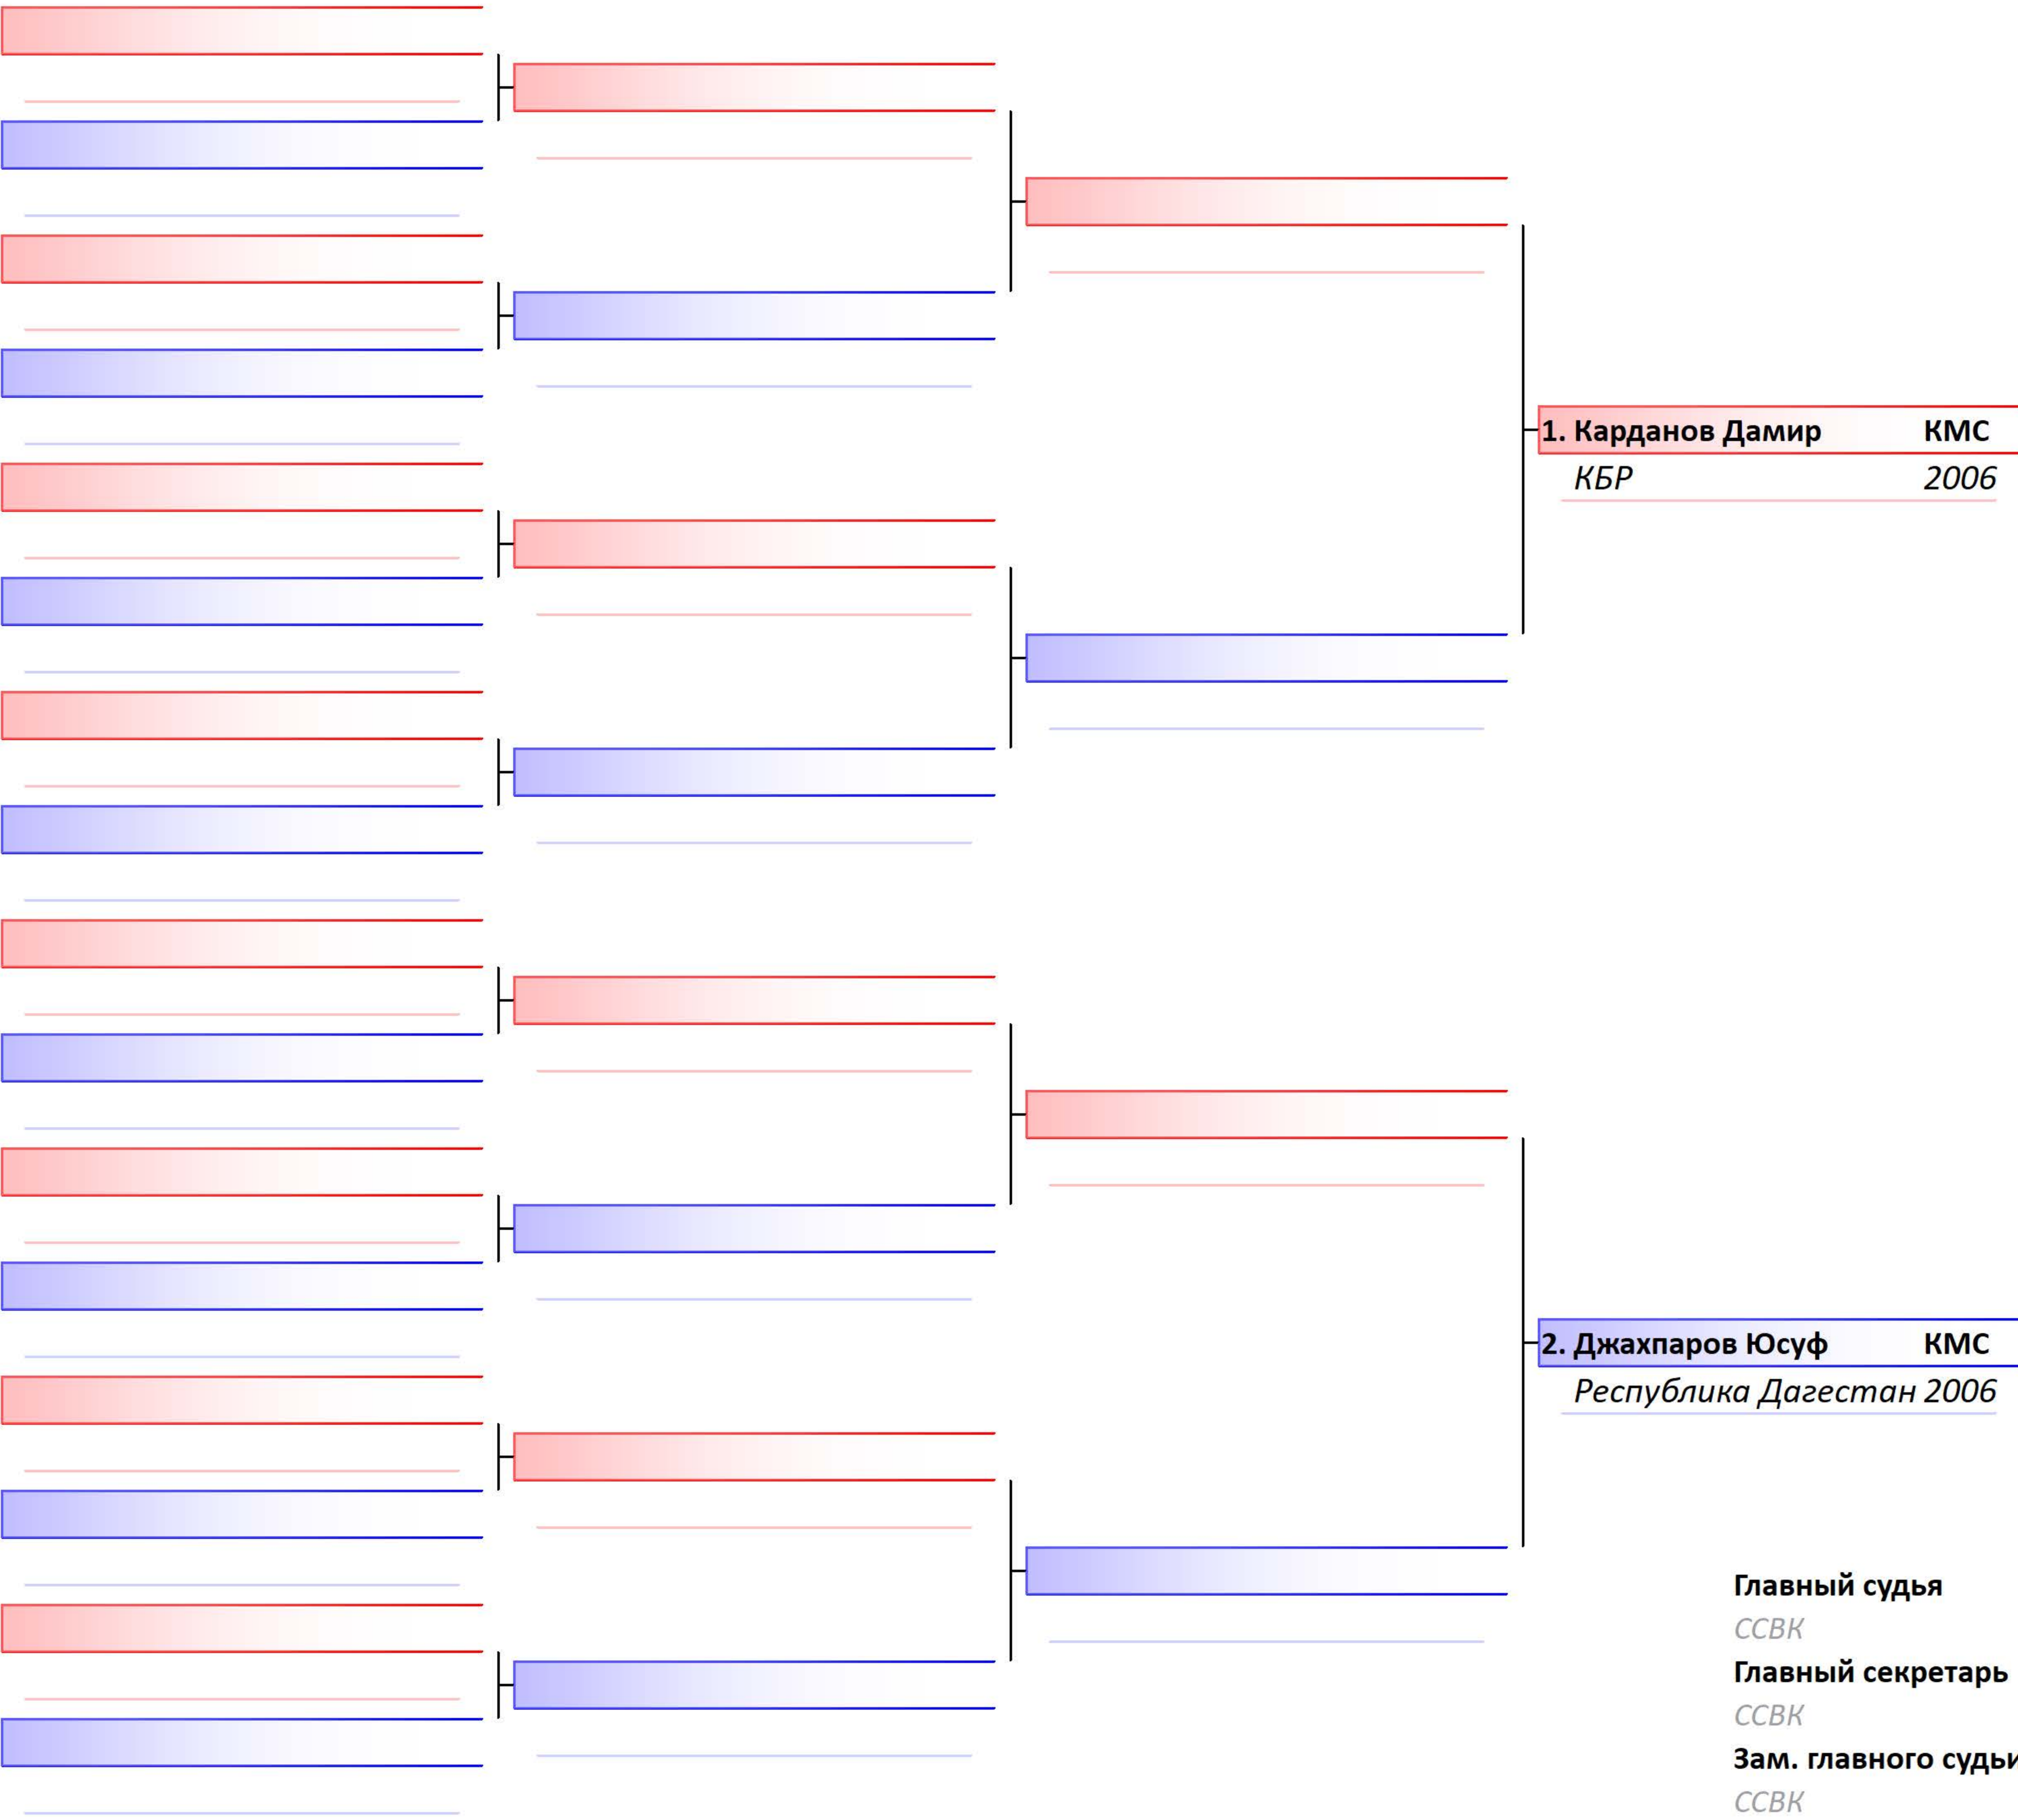 1. Карданов Дамир КМС
КБР 2006
2. Джахпаров Юсуф КМС
Республика Дагестан 2006
Главный судья
ССВК
Главный секретарь
ССВК
Зам. главного судьи
ССВК